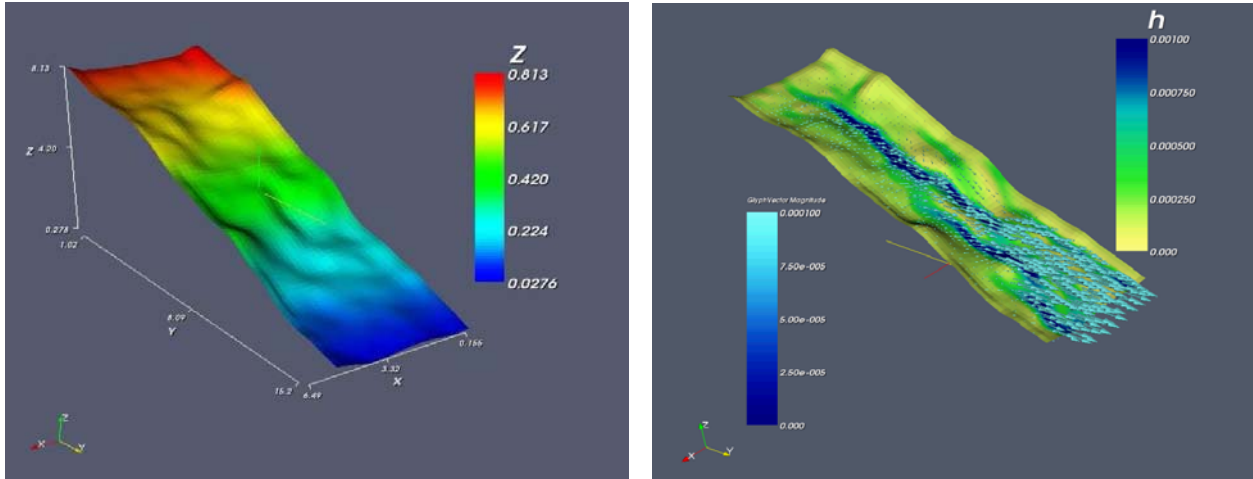 Z
0.813
0.617
0.420
0.224
0.0276
8.13
Z 4.20
0.276
1.02
8.09
Y
15.2
6.49
3.32
X
0.155
Z
X
Y
h
0.00100
0.000750
0.000500
0.000250
0.000
GlyphVector Magnitude
0.000100
7.50e-005
5.00e-005
2.50e-005
0.000
Z
X
Y